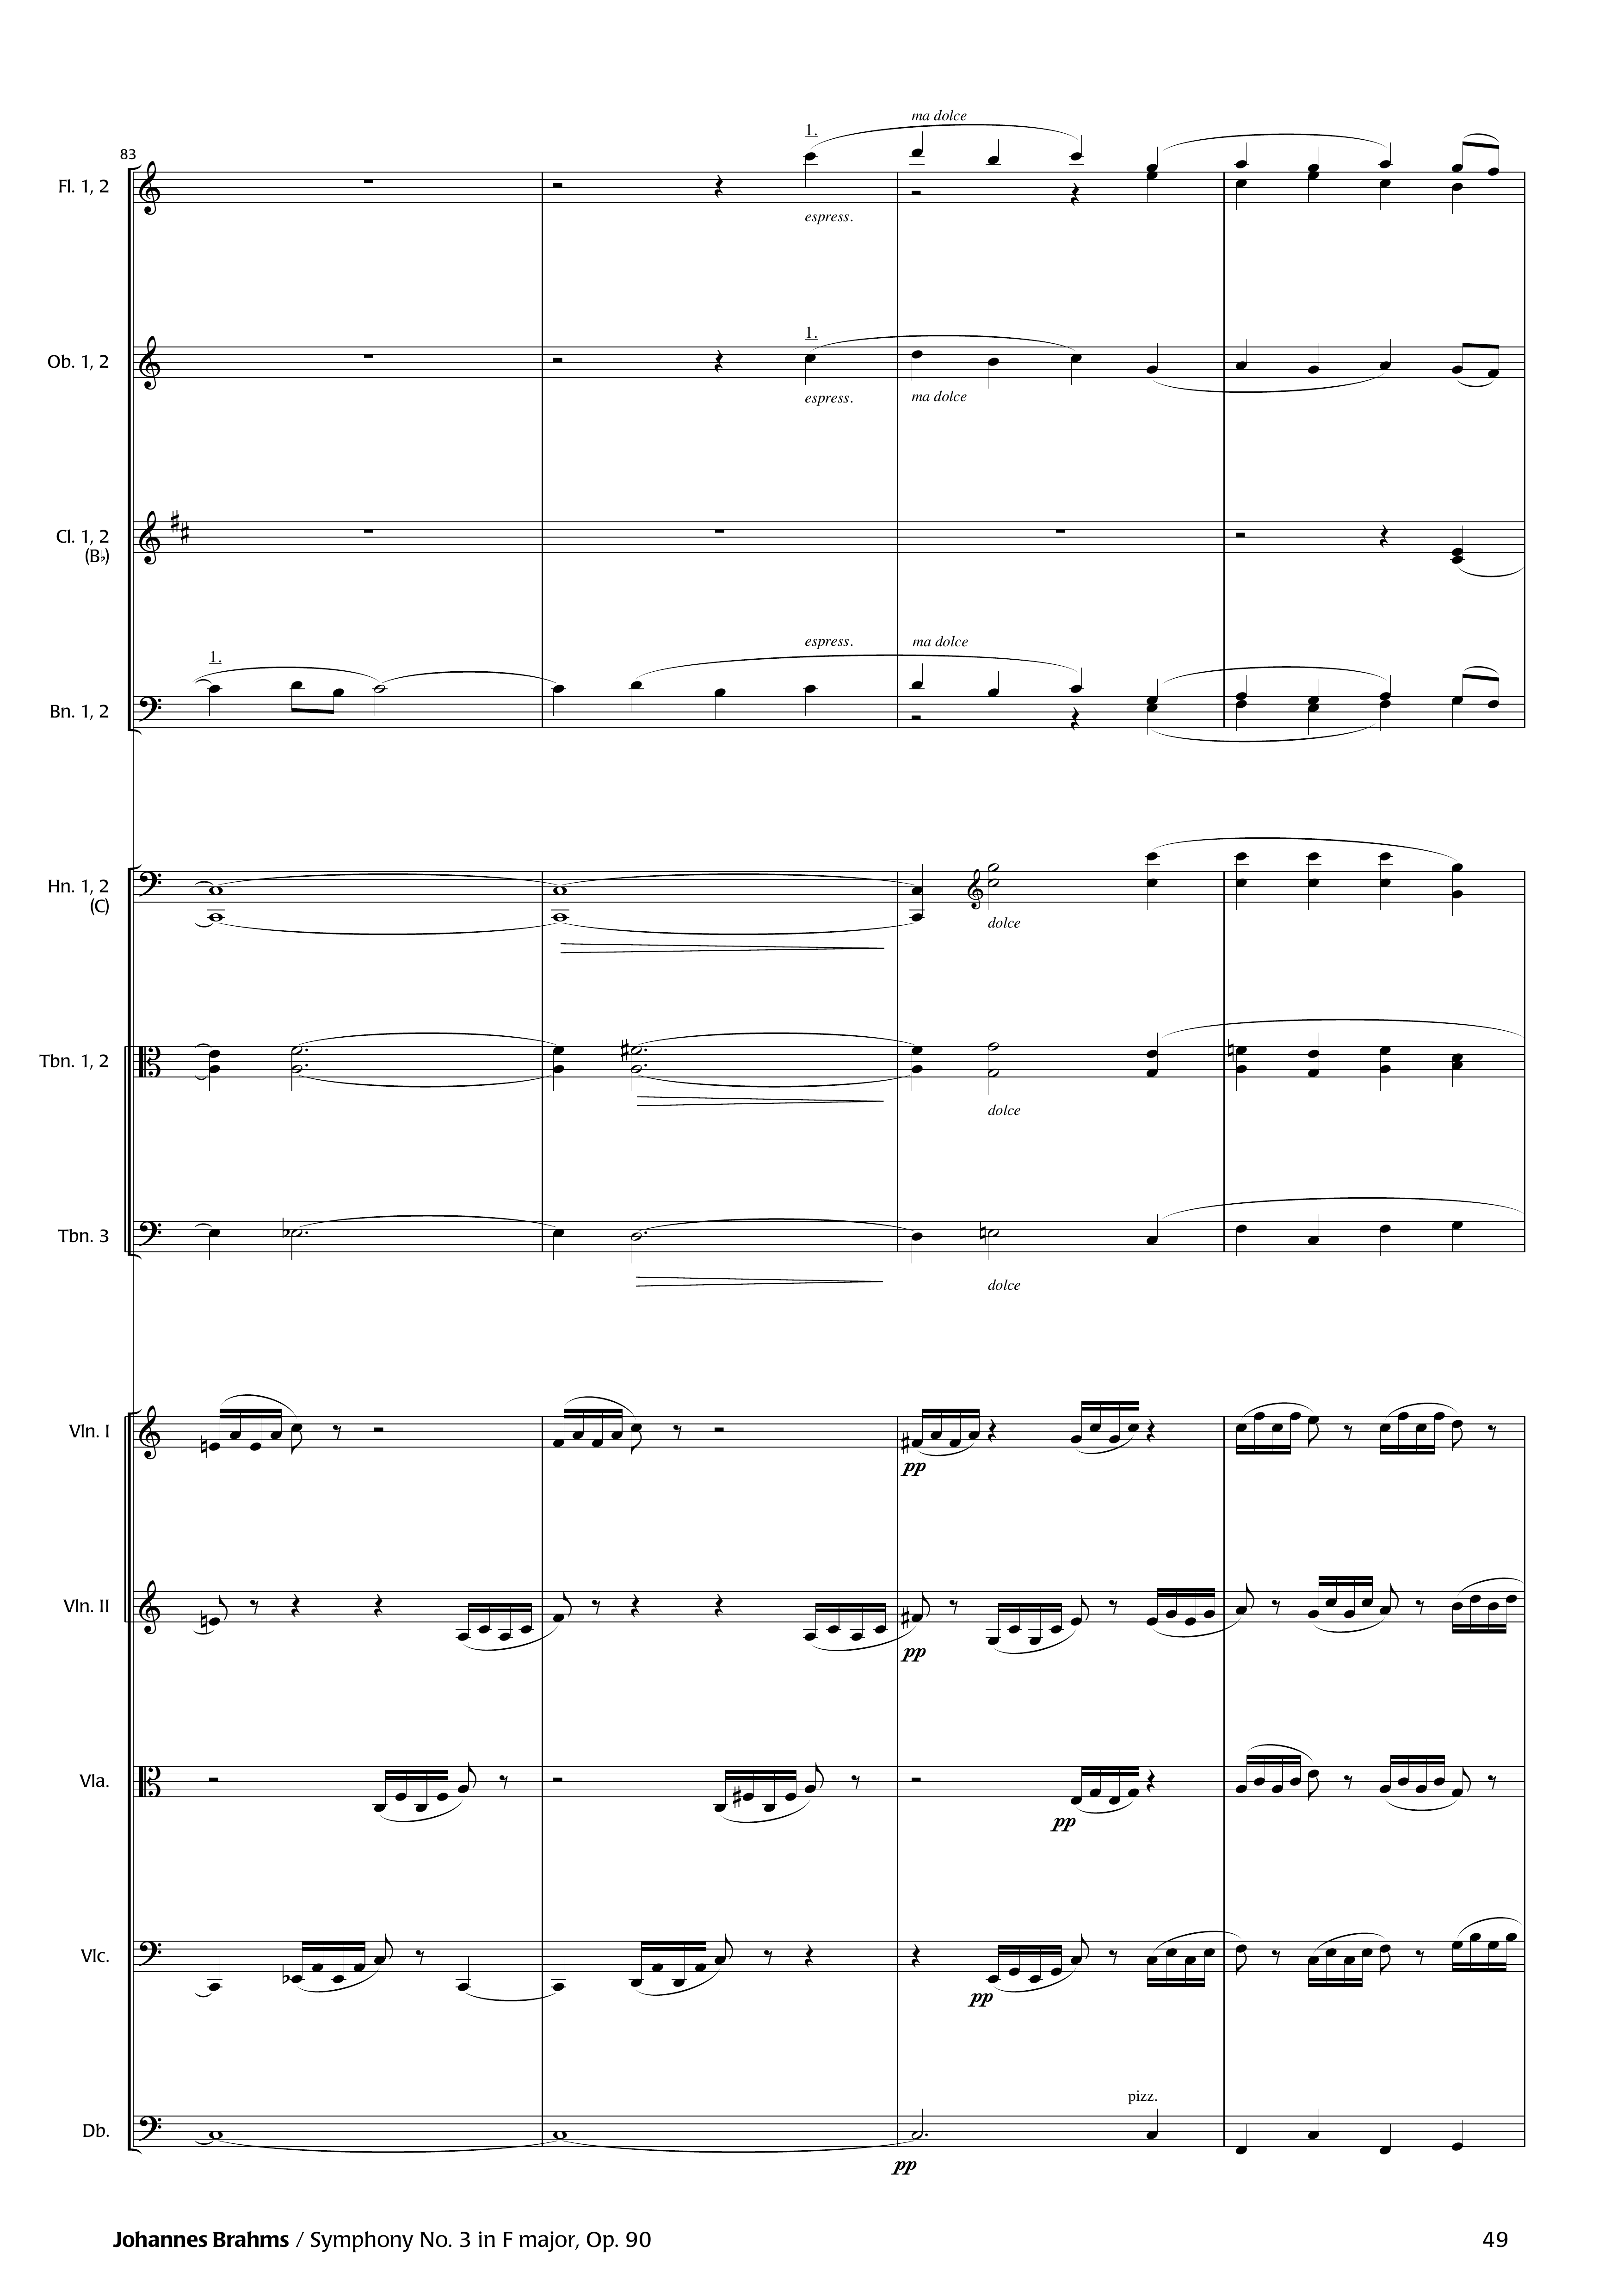 ma dolce
1.
83
Fl. 1, 2
espress.
1.
Ob. 1, 2
espress. ma dolce
Cl. 1, 2
(B♭)
espress. ma dolce
1.
Bn. 1, 2
Hn. 1, 2
(C)
dolce
Tbn. 1, 2
dolce
Tbn. 3
dolce
Vln. I
pp
Vln. II
pp
Vla.
pp
Vlc.
pp
pizz.
Db.
pp
Johannes Brahms / Symphony No. 3 in F major, Op. 90 49